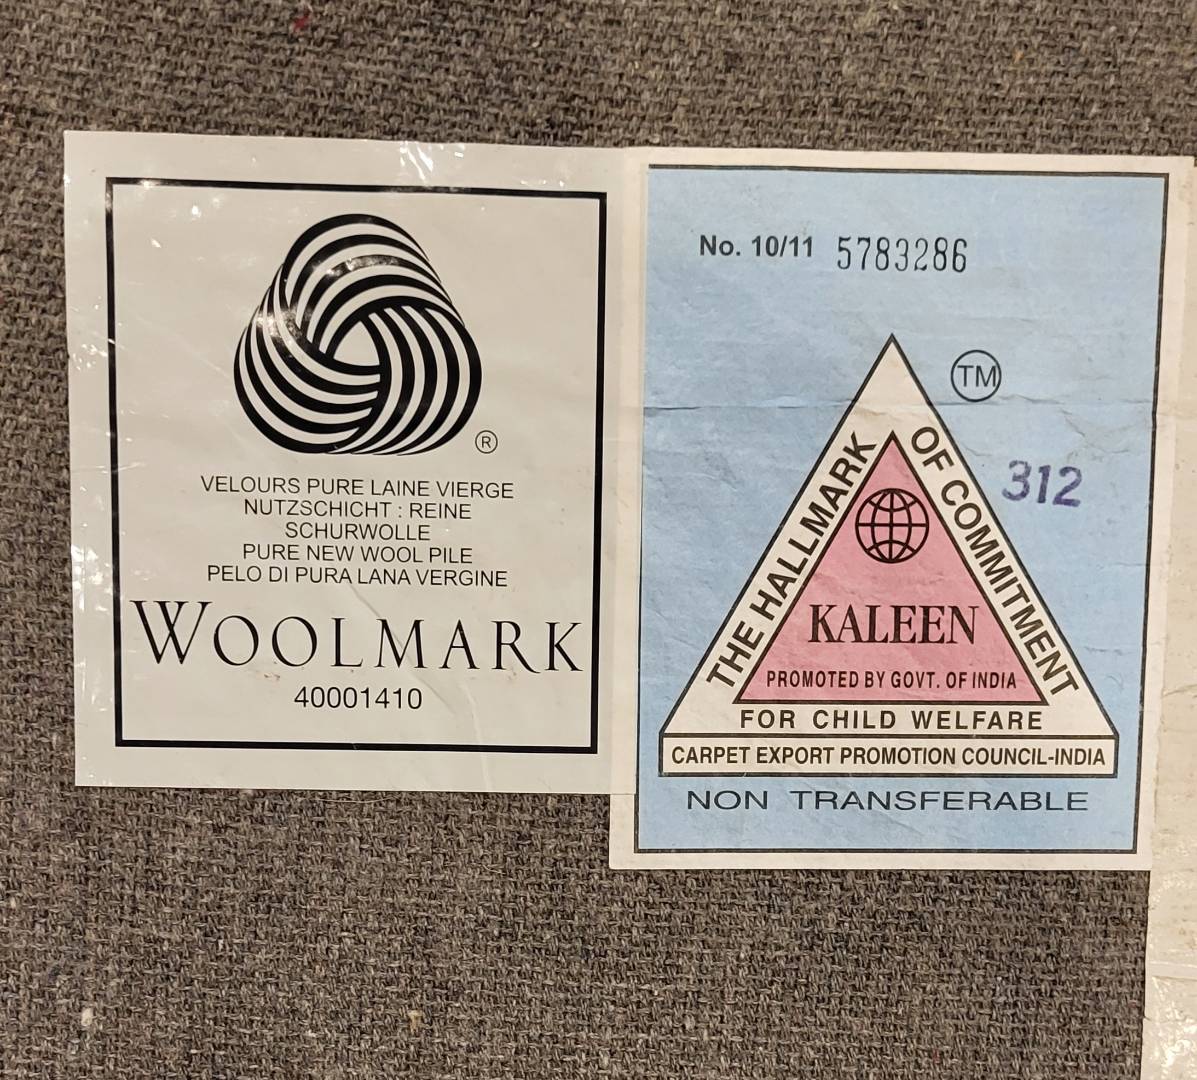 ®
VELOURS PURE LAINE VIERGE
NUTZSCHICHT : REINE
SCHURWOLLE
PURE NEW WOOL PILE
PELO DI PURA LANA VERGINE
WOOLMARK
40001410
No. 10/11 5783286
TM
312
THE HALLMARK OF COMMITMENT
KALEEN
PROMOTED BY GOVT. OF INDIA
FOR CHILD WELFARE
CARPET EXPORT PROMOTION COUNCIL-INDIA
NON TRANSFERABLE